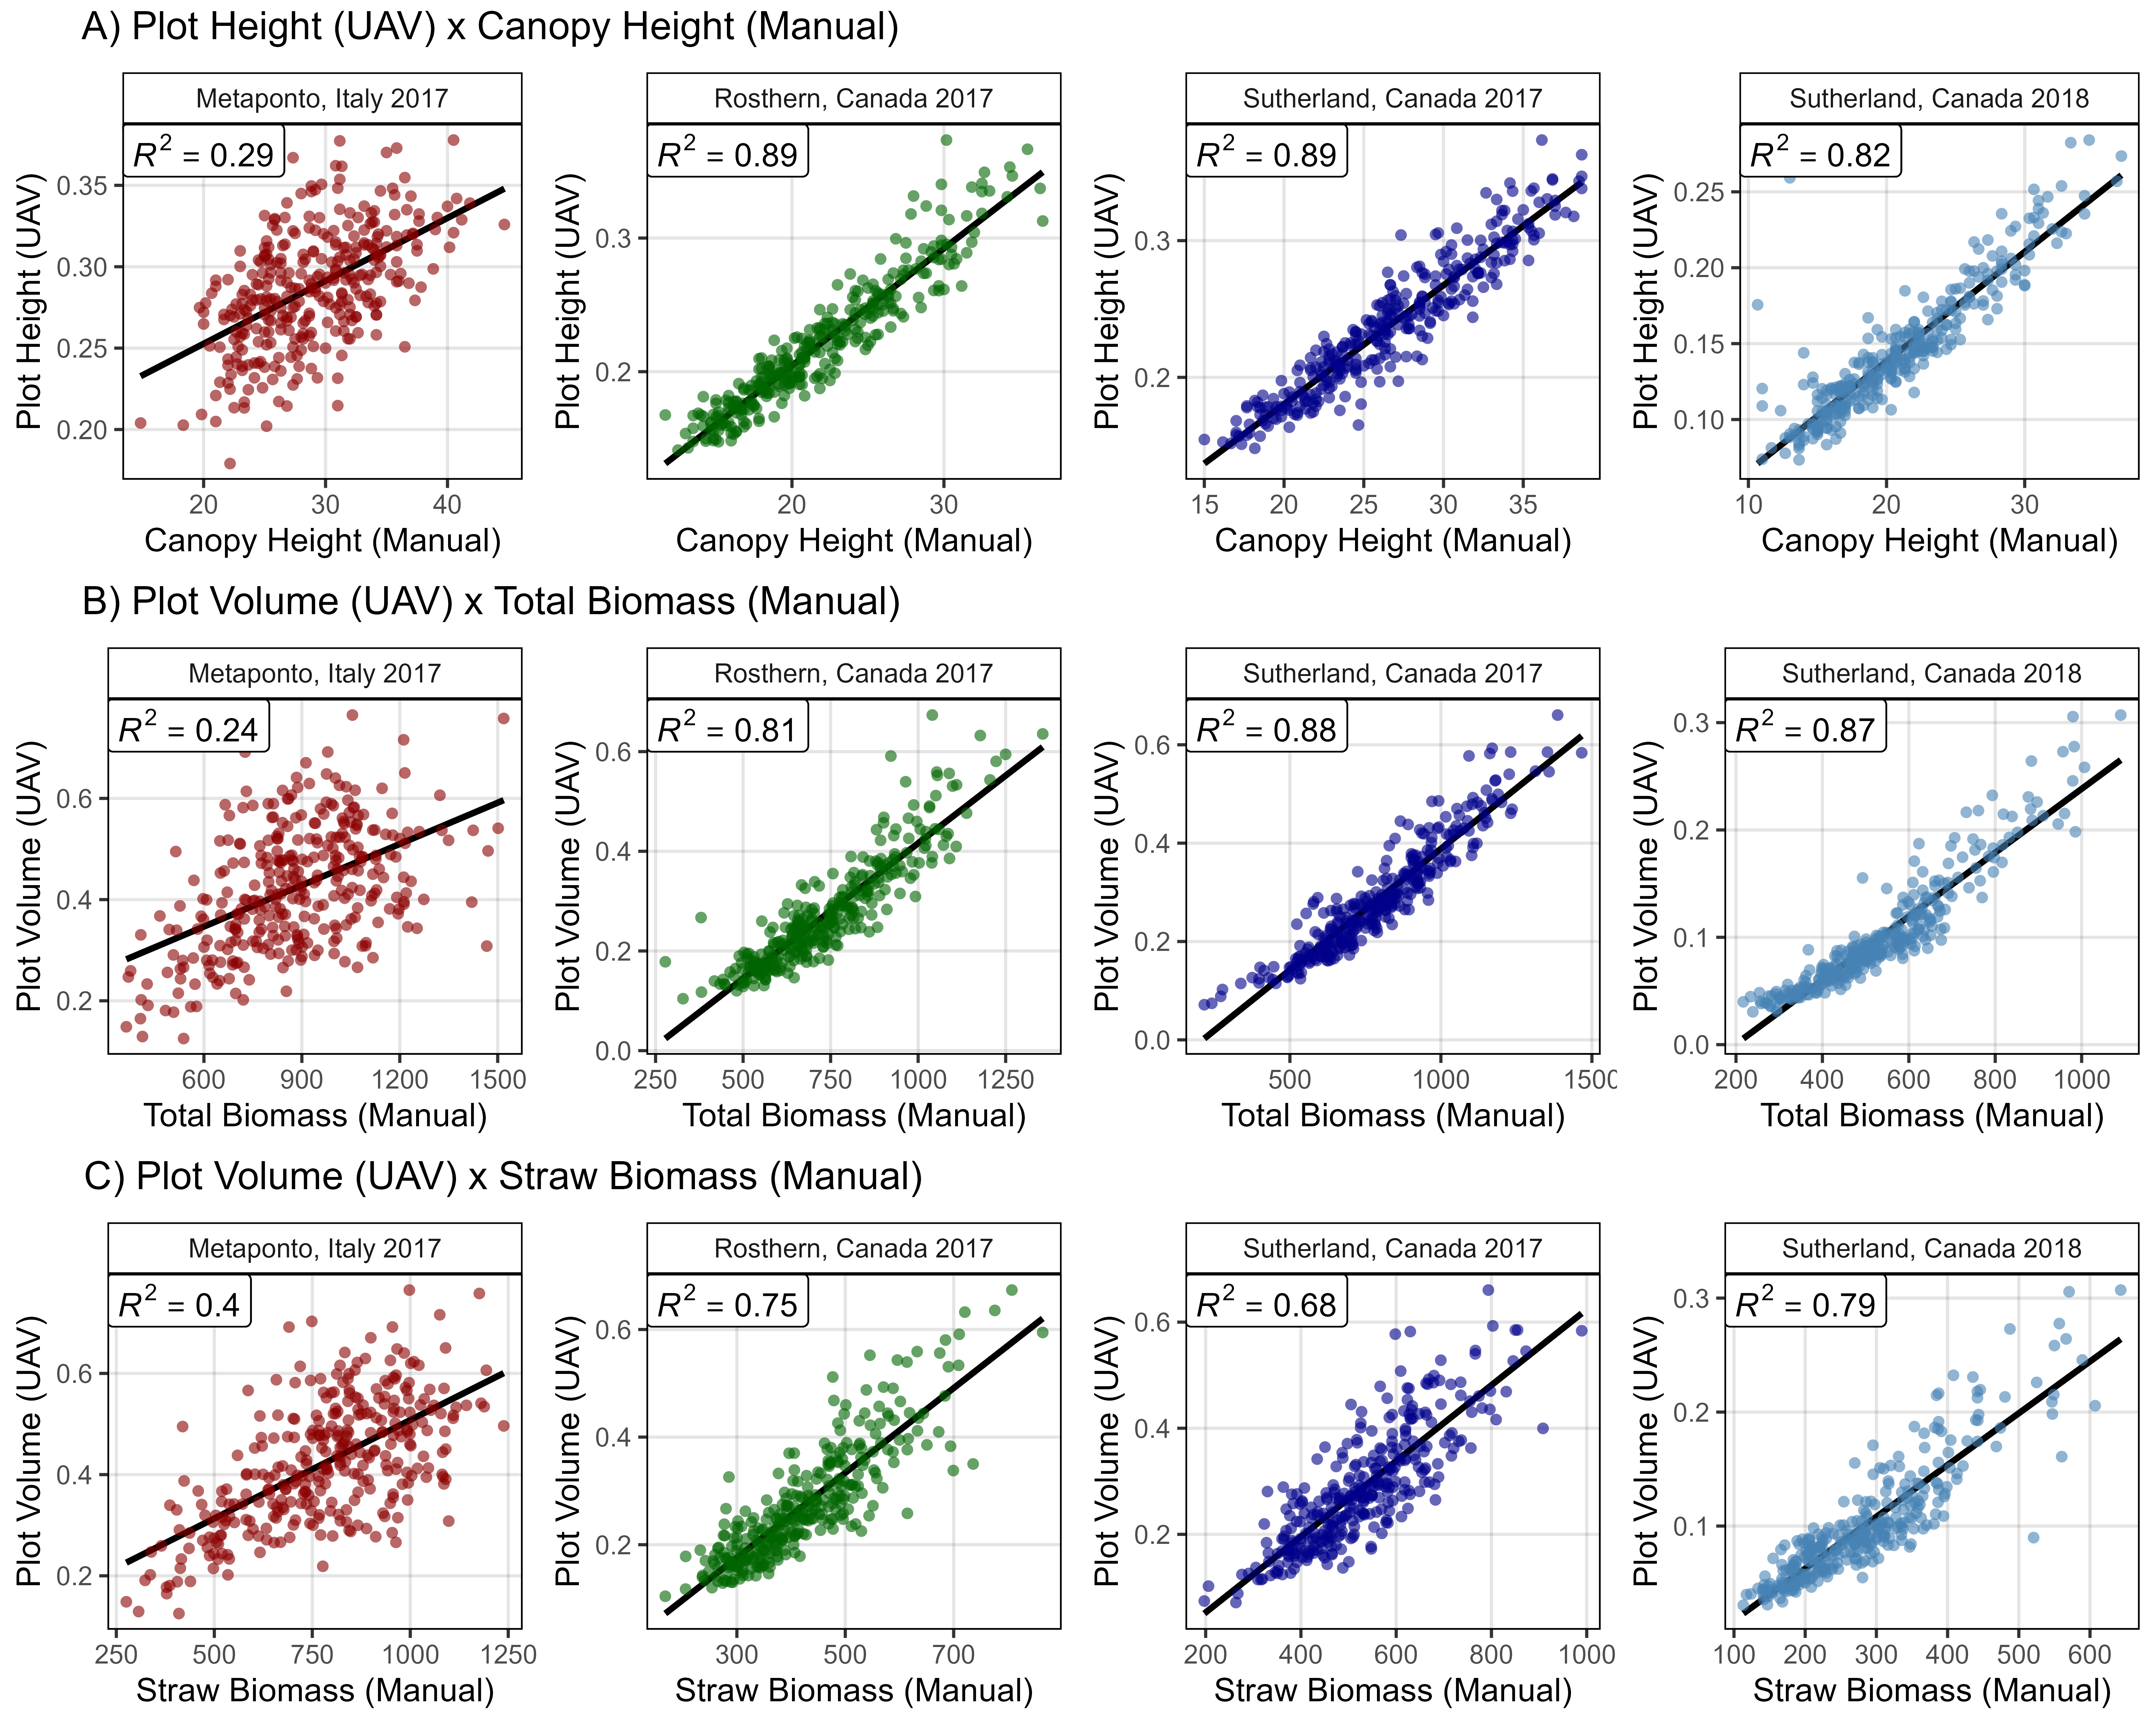 A) Plot Height (UAV) x Canopy Height (Manual)
Metaponto, Italy 2017
Rosthern, Canada 2017
Sutherland, Canada 2017
Sutherland, Canada 2018
R² = 0.29
R² = 0.89
R² = 0.89
R² = 0.82
Plot Height (UAV)
0.35
0.30
0.25
0.20
20 30 40
Canopy Height (Manual)
Plot Height (UAV)
0.3
0.2
20 30
Canopy Height (Manual)
Plot Height (UAV)
0.3
0.2
15 20 25 30 35
Canopy Height (Manual)
Plot Height (UAV)
0.25
0.20
0.15
0.10
10 20 30
Canopy Height (Manual)
B) Plot Volume (UAV) x Total Biomass (Manual)
Metaponto, Italy 2017
Rosthern, Canada 2017
Sutherland, Canada 2017
Sutherland, Canada 2018
R² = 0.24
R² = 0.81
R² = 0.88
R² = 0.87
Plot Volume (UAV)
0.6
0.4
0.2
600 900 1200 1500
Total Biomass (Manual)
Plot Volume (UAV)
0.6
0.4
0.2
0.0
250 500 750 1000 1250
Total Biomass (Manual)
Plot Volume (UAV)
0.6
0.4
0.2
0.0
500 1000 1500
Total Biomass (Manual)
Plot Volume (UAV)
0.3
0.2
0.1
0.0
200 400 600 800 1000
Total Biomass (Manual)
C) Plot Volume (UAV) x Straw Biomass (Manual)
Metaponto, Italy 2017
Rosthern, Canada 2017
Sutherland, Canada 2017
Sutherland, Canada 2018
R² = 0.4
R² = 0.75
R² = 0.68
R² = 0.79
Plot Volume (UAV)
0.6
0.4
0.2
250 500 750 1000 1250
Straw Biomass (Manual)
Plot Volume (UAV)
0.6
0.4
0.2
300 500 700
Straw Biomass (Manual)
Plot Volume (UAV)
0.6
0.4
0.2
200 400 600 800 1000
Straw Biomass (Manual)
Plot Volume (UAV)
0.3
0.2
0.1
100 200 300 400 500 600
Straw Biomass (Manual)